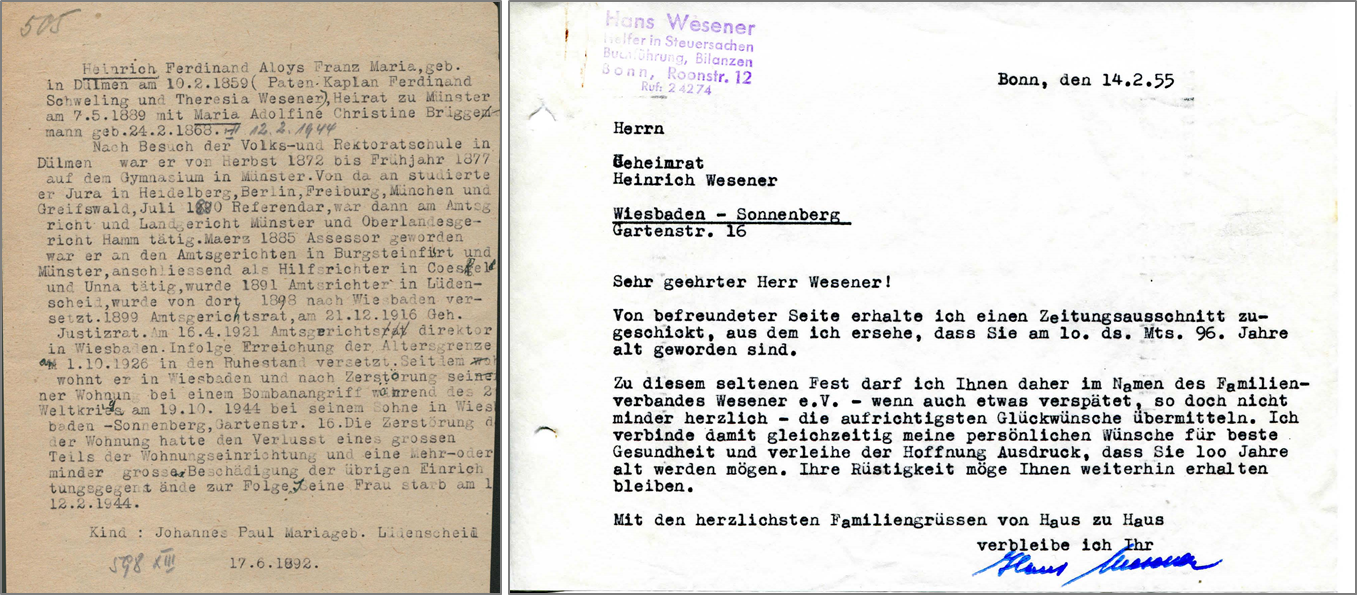 505
Heinrich Ferdinand Aloys Franz Maria,geb.
in Dülmen am 10.2.1859( Paten-Kaplan Ferdinand
Schweling und Theresia Wesener),Heirat zu Münster
am 7.5.1889 mit Maria Adolfine Christine Brügge-
mann geb.24.2.1868. 12.2.1944
Nach Besuch der Volks-und Rektoratschule in
Dülmen war er von Herbst 1872 bis Frühjahr 1877
auf dem Gymnasium in Münster.Von da an studierte
er Jura in Heidelberg,Berlin,Freiburg,München und
Greifswald,Juli 1880 Referendar,war dann am Amtsg
richt und Landgericht Münster und Oberlandesge-
richt Hamm tätig.Maerz 1885 Assessor geworden
war er an den Amtsgerichten in Burgsteinfurt und
Münster,anschliessend als Hilfsrichter in Coesfeld
und Unna tätig,wurde 1891 Amtsrichter in Lüden-
scheid,wurde von dort 1898 nach Wiesbaden ver-
setzt.1899 Amtsgerichtsrat,am 21.12.1916 Geh.
Justizrat.Am 16.4.1921 Amtsgerichtsrat direktor
in Wiesbaden.Infolge Erreichung der Altersgrenze
am 1.10.1926 in den Ruhestand versetzt.Seitdem woh
wohnt er in Wiesbaden und nach Zerstörung seine
ner Wohnung bei einem Bombanangriff während des 2
Weltkriegs am 19.10. 1944 bei seinem Sohne in Wies
baden -Sonnenberg,Gartenstr. 16.Die Zerstörung d
der Wohnung hatte den Verlusst eines grossen
Teils der Wohnungseinrichtung und eine Mehr-oder
minder grosse Beschädigung der übrigen Einrich
tungsgegenstände zur Folge.Seine Frau starb am 1
12.2.1944.
Kind : Johannes Paul Mariageb. Lüdenscheid
17.6.1892.
598 XIII
Hans Wesener
Helfer in Steuersachen
Buchführung, Bilanzen
Bonn, Roonstr. 12
Ruf: 24274
Bonn, den 14.2.55
Herrn
Geheimrat
Heinrich Wesener
Wiesbaden - Sonnenberg
Gartenstr. 16
Sehr geehrter Herr Wesener!
Von befreundeter Seite erhalte ich einen Zeitungsausschnitt zu-
geschickt, aus dem ich ersehe, dass Sie am lo. ds. Mts. 96. Jahre
alt geworden sind.
Zu diesem seltenen Fest darf ich Ihnen daher im Namen des Familien-
verbandes Wesener e.V. - wenn auch etwas verspätet, so doch nicht
minder herzlich - die aufrichtigsten Glückwünsche übermitteln. Ich
verbinde damit gleichzeitig meine persönlichen Wünsche für beste
Gesundheit und verleihe der Hoffnung Ausdruck, dass Sie loo Jahre
alt werden mögen. Ihre Rüstigkeit möge Ihnen weiterhin erhalten
bleiben.
Mit den herzlichsten Familiengrüssen von Haus zu Haus
verbleibe ich Ihr
Hans Wesener